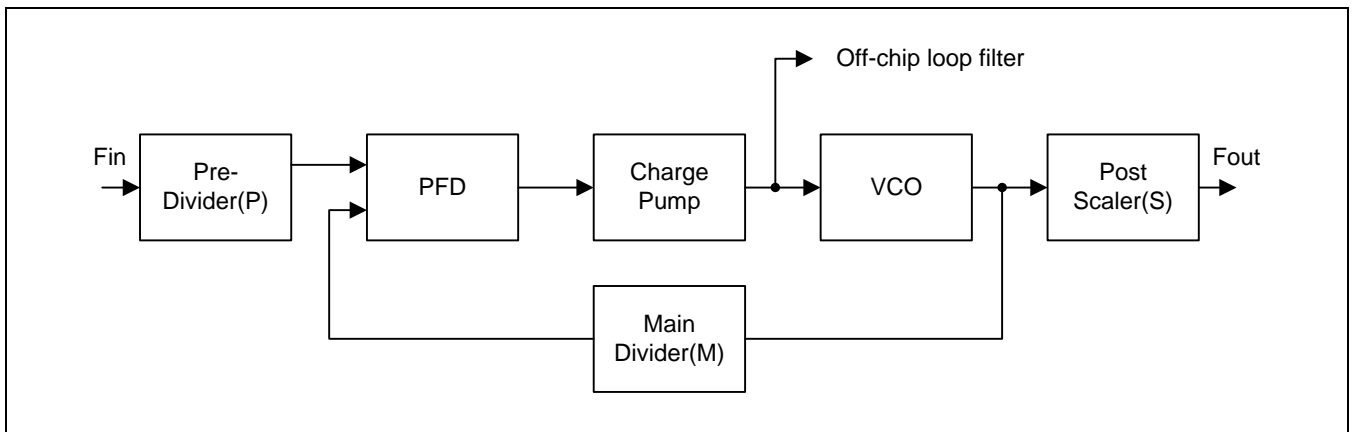 Off-chip loop filter
Fin
Pre-
Divider(P)
PFD
Charge
Pump
VCO
Post
Scaler(S)
Fout
Main
Divider(M)